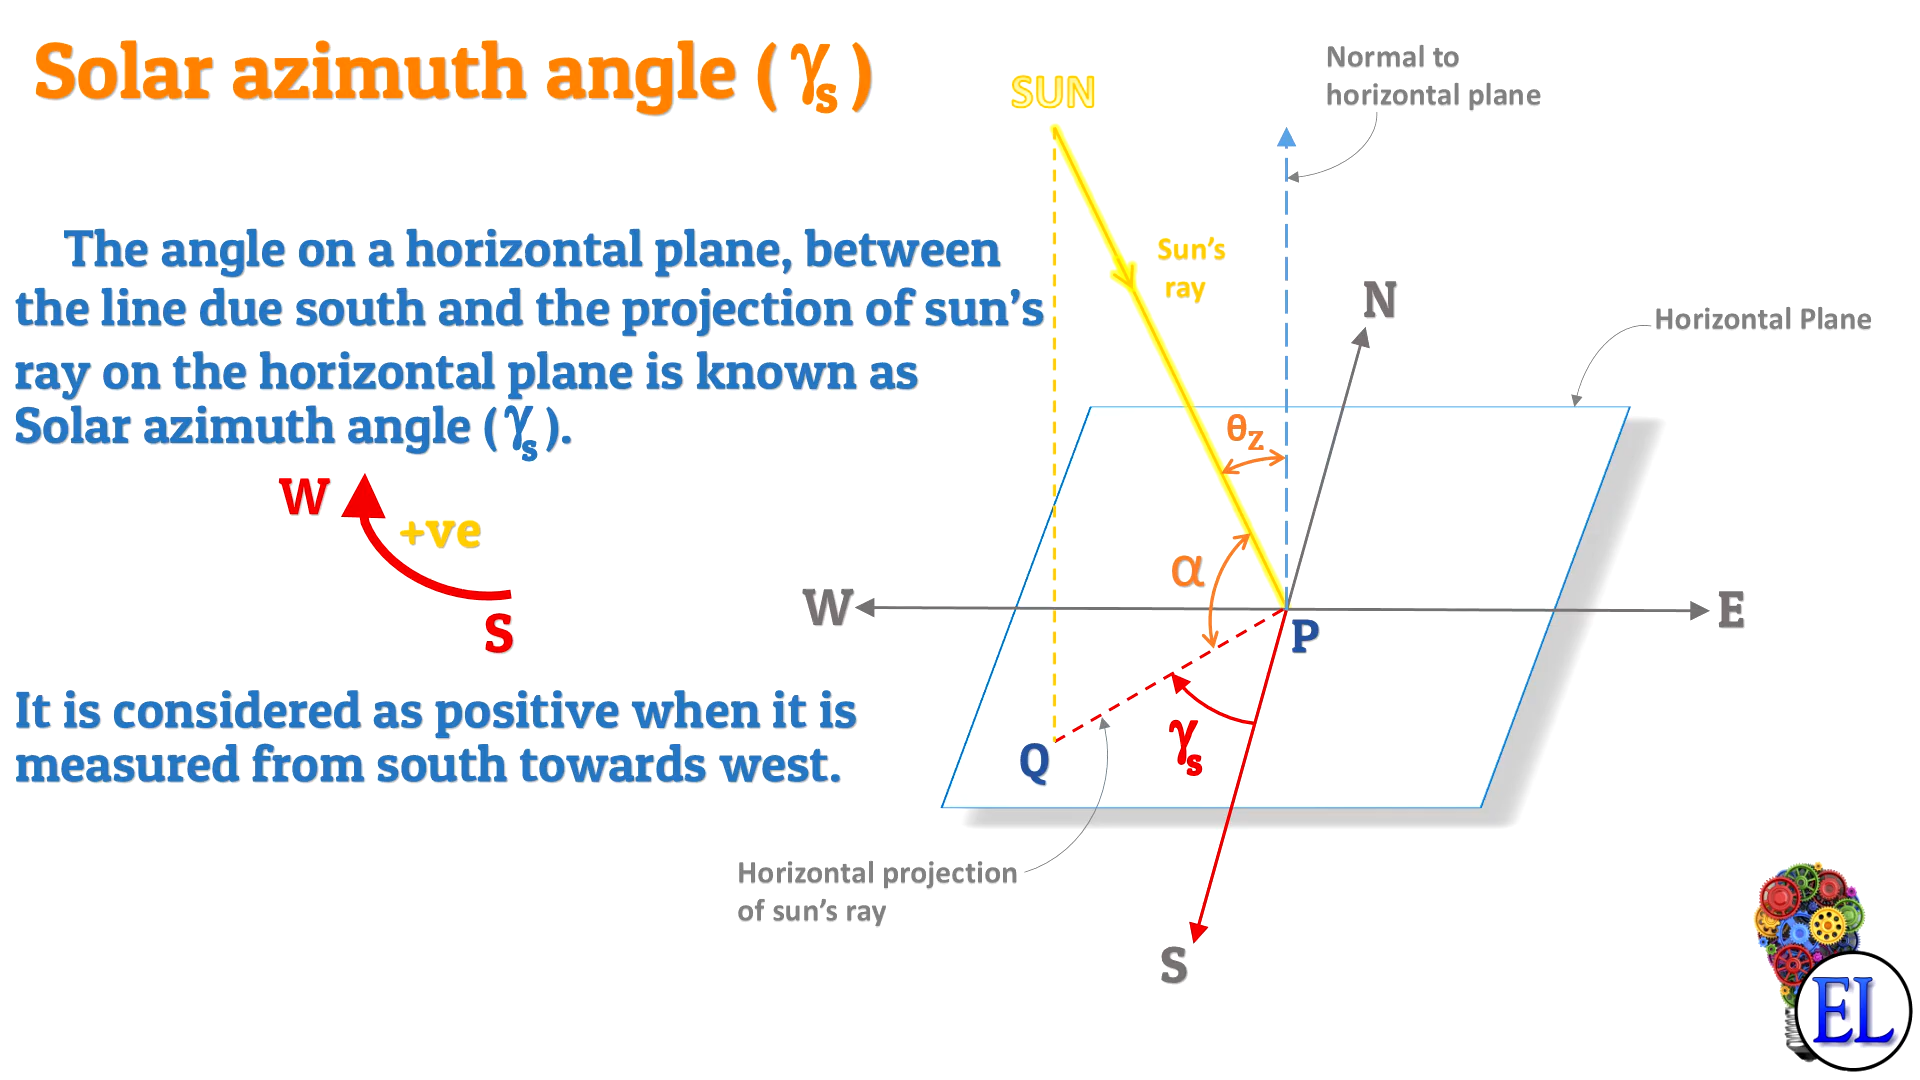 Solar azimuth angle (γs)
The angle on a horizontal plane, between
the line due south and the projection of sun’s
ray on the horizontal plane is known as
Solar azimuth angle (γs).
W
+ve
S
It is considered as positive when it is
measured from south towards west.
SUN
Normal to
horizontal plane
Sun’s
ray
N
Horizontal Plane
θz
α
W
E
P
γs
Q
Horizontal projection
of sun’s ray
S
EL